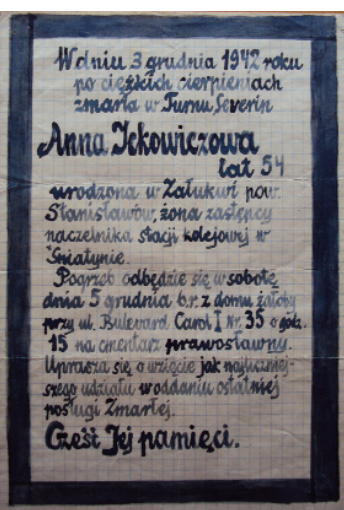 W dniu 3 grudnia 1942 roku
po ciężkich cierpieniach
zmarła w Turnu Severin
Anna Ickowiczowa
lat 54
urodzona w Załukwi pow.
Stanisławów, żona zastępcy
naczelnika stacji kolejowej w
Śniatynie.
Pogrzeb odbędzie się w sobotę
dnia 5 grudnia b.r. z domu żałoby
przy ul. Bulevard Carol I Nr. 35 o godz.
15 na cmentarz prawosławny.
Uprasza się o wzięcie jak najliczniej-
szego udziału w oddaniu ostatniej
posługi Zmarłej.
Cześć Jej pamięci.